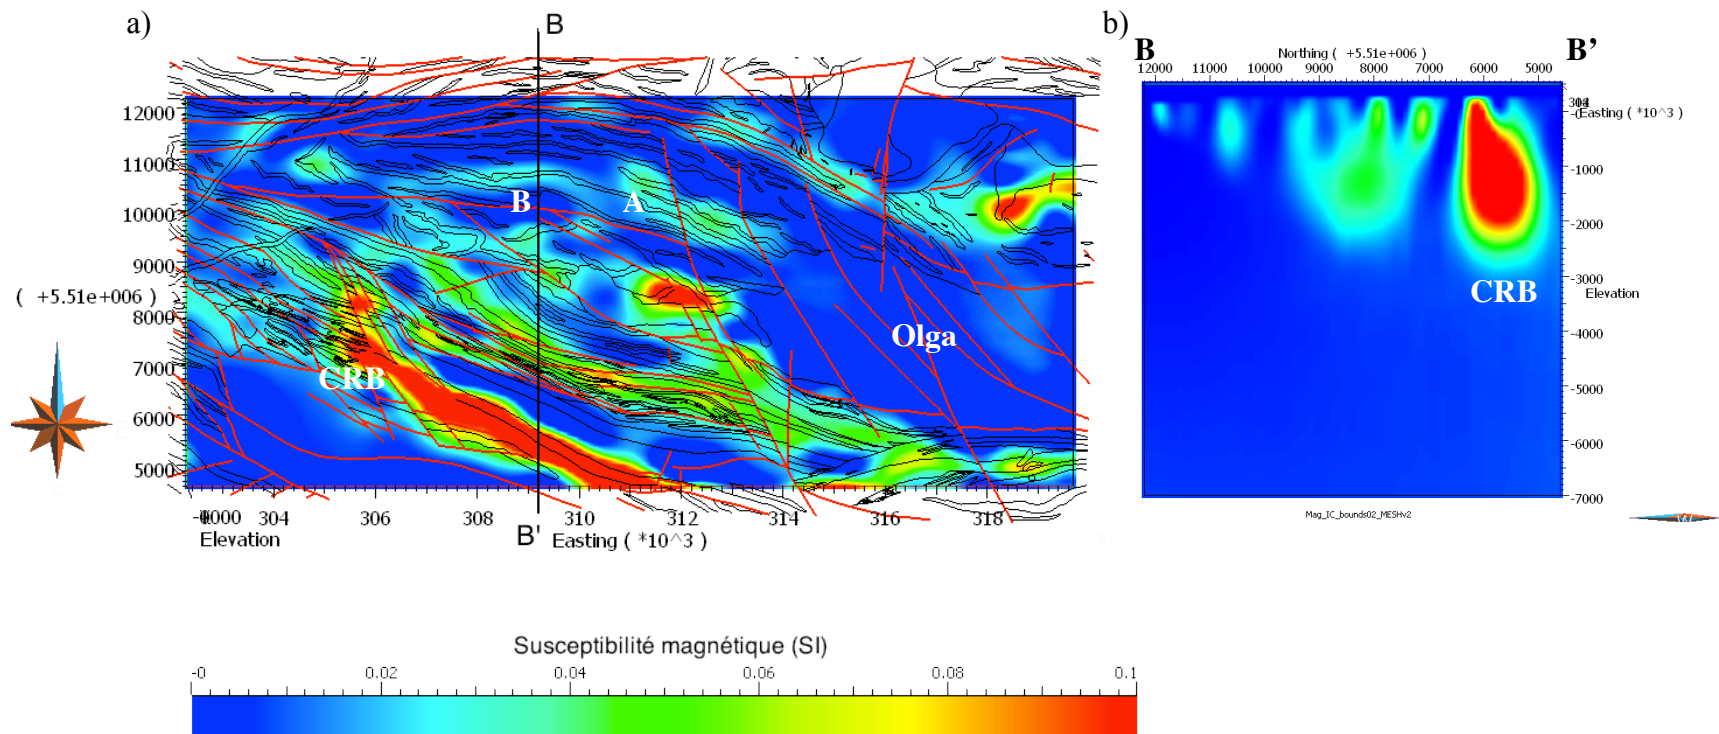 a)
B
12000
11000
10000
9000
( +5.51e+006 )
8000
7000
6000
5000
B
A
Olga
CRB
304
306
308
310
312
314
316
318
Elevation
B'
Easting ( *10^3 )
b)
B
B’
Northing ( +5.51e+006 )
12000
11000
10000
9000
8000
7000
6000
5000
Easting ( *10^3 )
-1000
-2000
-3000
Elevation
-4000
-5000
-6000
-7000
CRB
Mag_IC_bounds02_MESHv2
W
Susceptibilité magnétique (SI)
-0
0.02
0.04
0.06
0.08
0.1